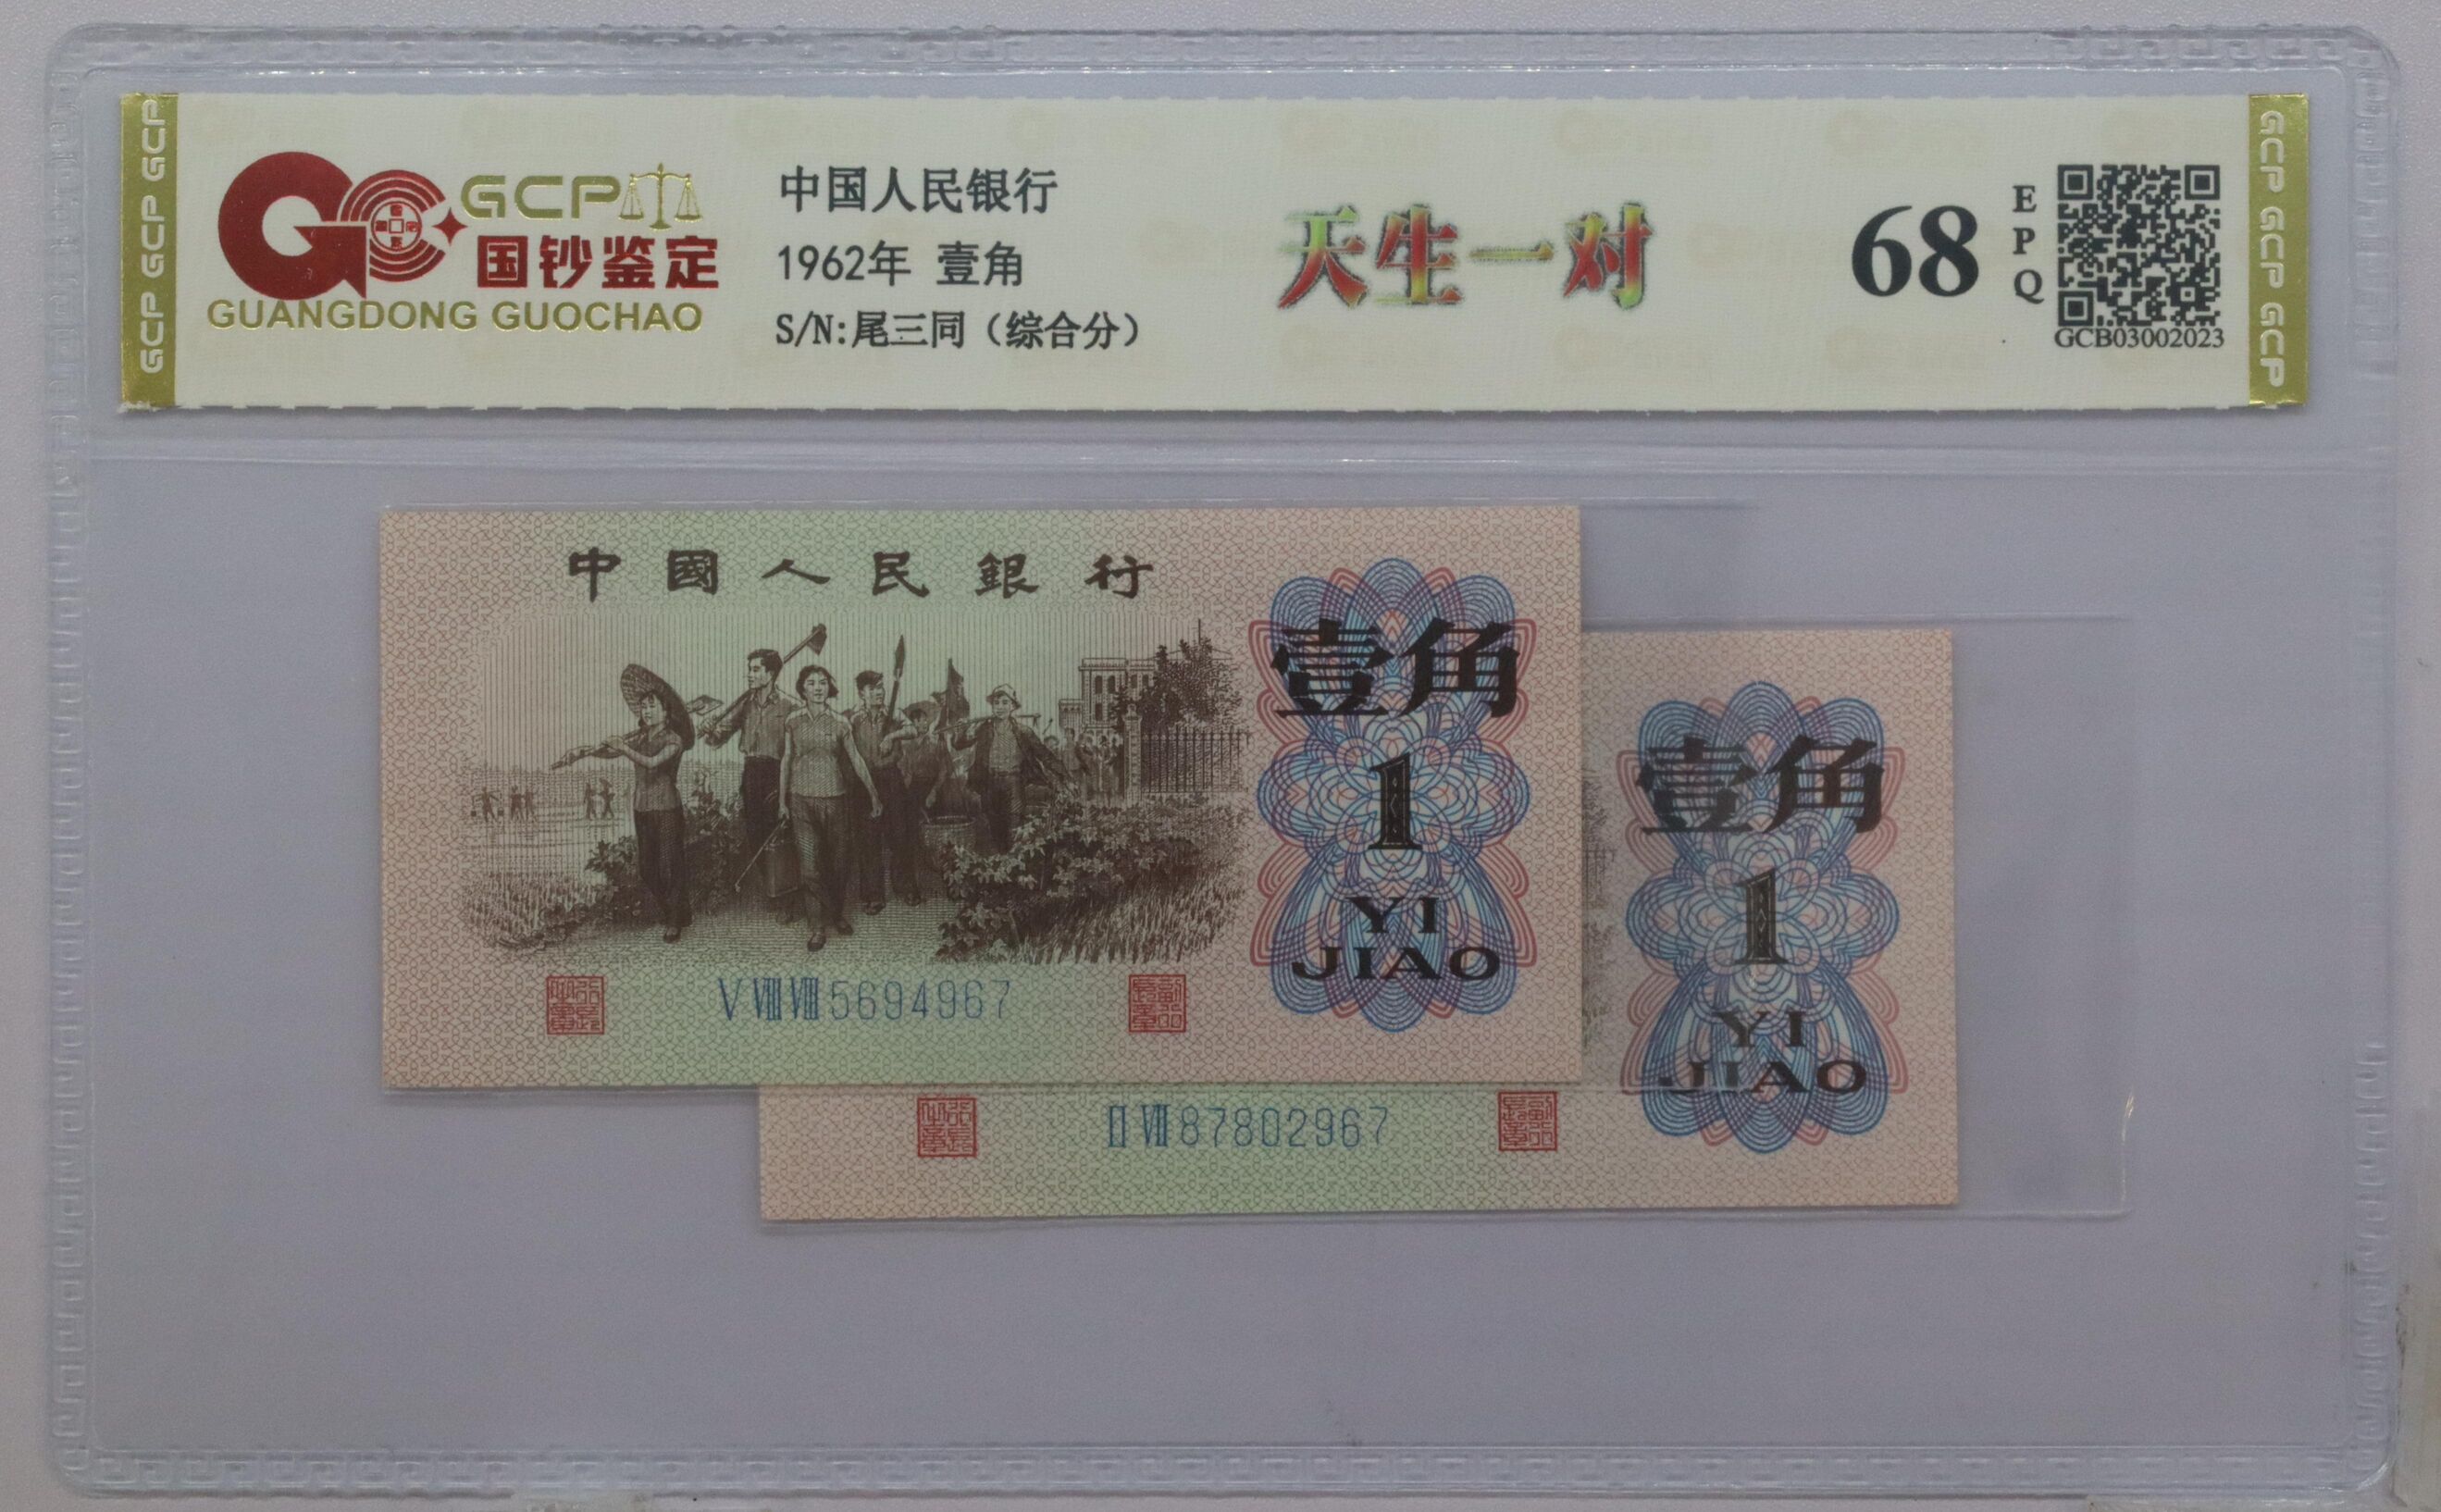 GCP GCP GCP
GCP
国钞鉴定
GUANGDONG GUOCHAO
中国人民银行
1962年 壹角
S/N:尾三同（综合分）
天生一对
68
EPQ
GCB03002023
GCP GCP GCP
中國人民銀行
壹角
1
YI
JIAO
ⅤⅧⅧ5694967
壹角
1
YI
JIAO
ⅡⅦ87802967